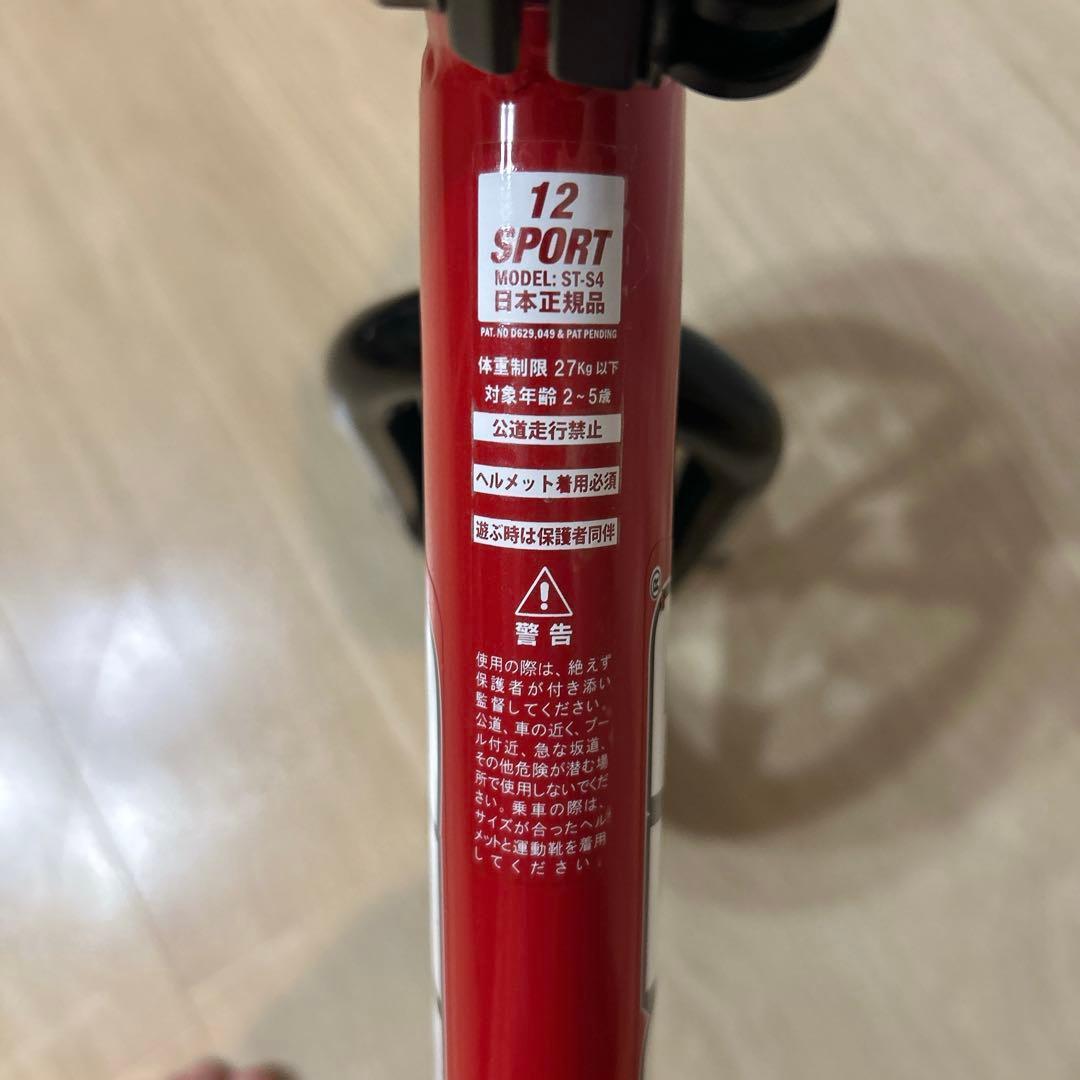 12
SPORT
MODEL: ST-S4
日本正規品
PAT. NO D629,049 & PAT PENDING
体重制限 27Kg 以下
対象年齢 2~5歳
公道走行禁止
ヘルメット着用必須
遊ぶ時は保護者同伴
警告
使用の際は、絶えず
保護者が付き添い
監督してください。
公道、車の近く、プー
ル付近、急な坂道、
その他危険が潜む場
所で使用しないでくだ
さい。乗車の際は、
サイズが合ったヘル
メットと運動靴を着用
してください。
®